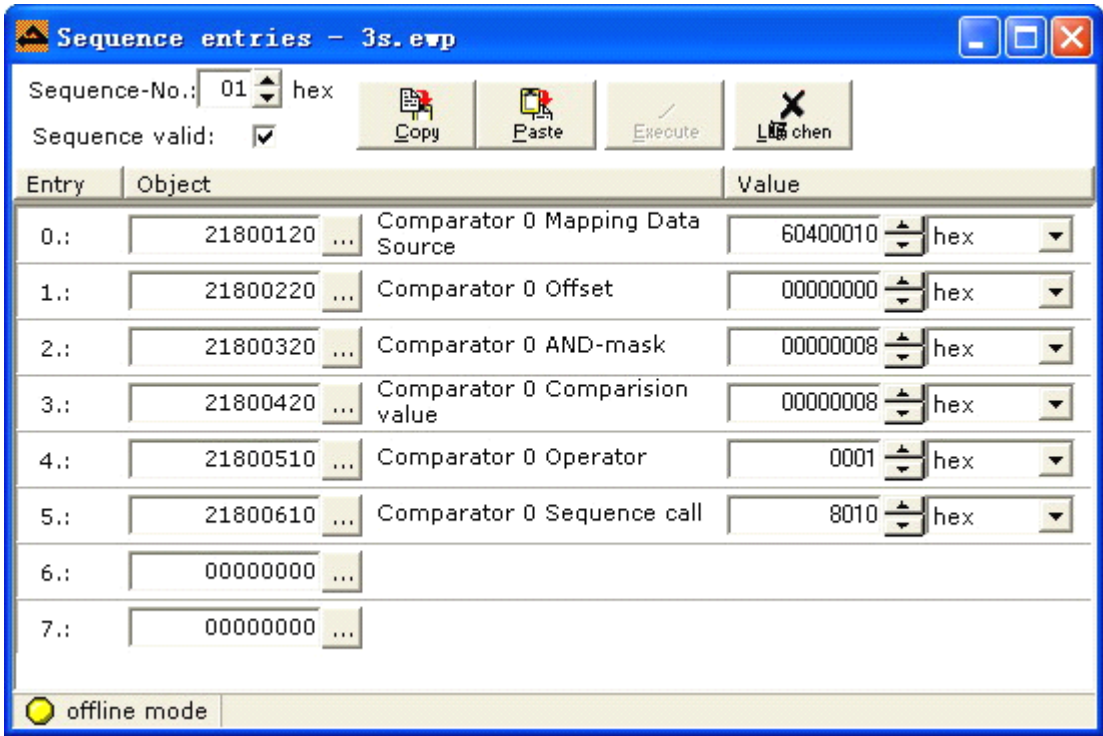 Sequence entries - 3s.ewp
Sequence-No.: 01 hex
Sequence valid:
Copy Paste Execute chen
Entry Object Value
0.: 21800120 ... Comparator 0 Mapping Data Source 60400010 hex
1.: 21800220 ... Comparator 0 Offset 00000000 hex
2.: 21800320 ... Comparator 0 AND-mask 00000008 hex
3.: 21800420 ... Comparator 0 Comparision value 00000008 hex
4.: 21800510 ... Comparator 0 Operator 0001 hex
5.: 21800610 ... Comparator 0 Sequence call 8010 hex
6.: 00000000 ...
7.: 00000000 ...
offline mode